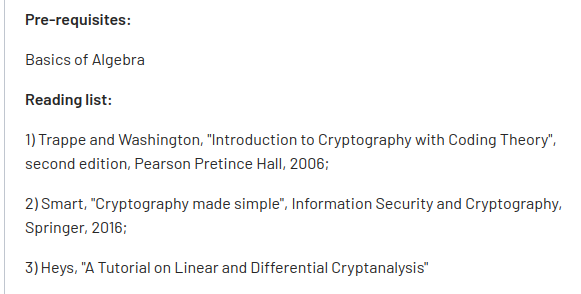 Pre-requisites:
Basics of Algebra
Reading list:
1) Trappe and Washington, "Introduction to Cryptography with Coding Theory",
second edition, Pearson Pretince Hall, 2006;
2) Smart, "Cryptography made simple", Information Security and Cryptography,
Springer, 2016;
3) Heys, "A Tutorial on Linear and Differential Cryptanalysis"